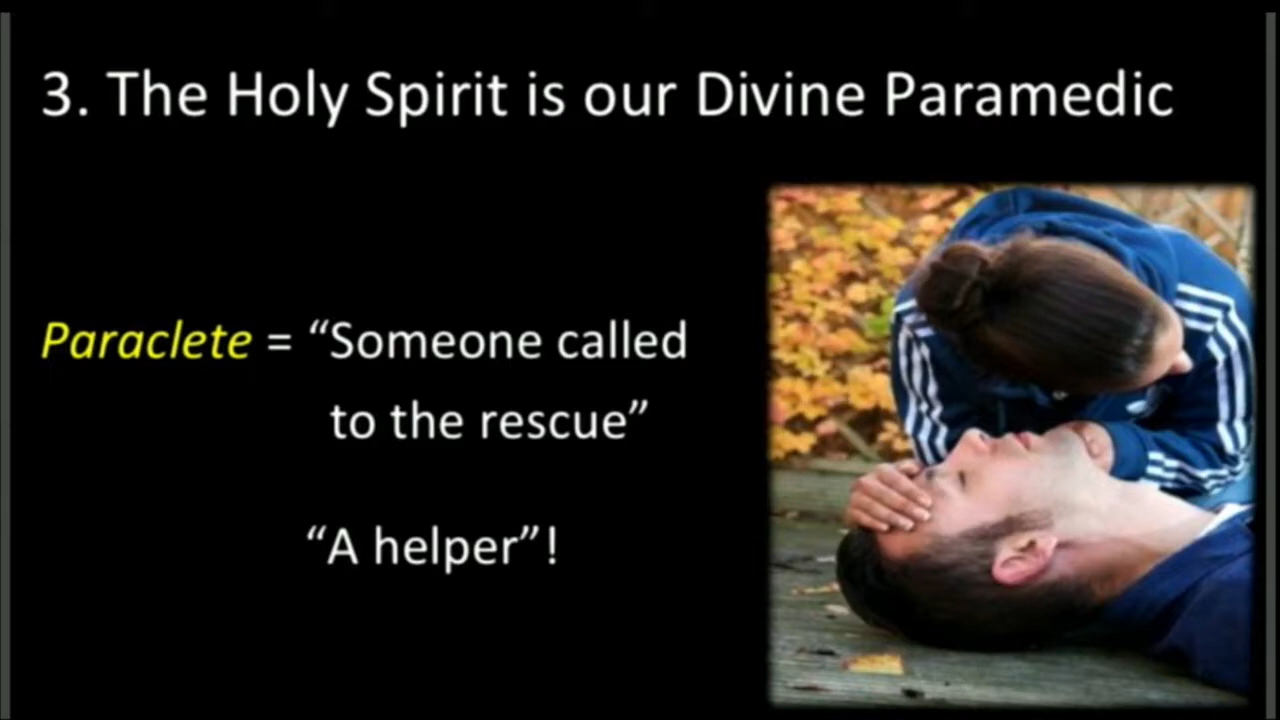 3. The Holy Spirit is our Divine Paramedic
Paraclete = “Someone called
to the rescue”
“A helper”!